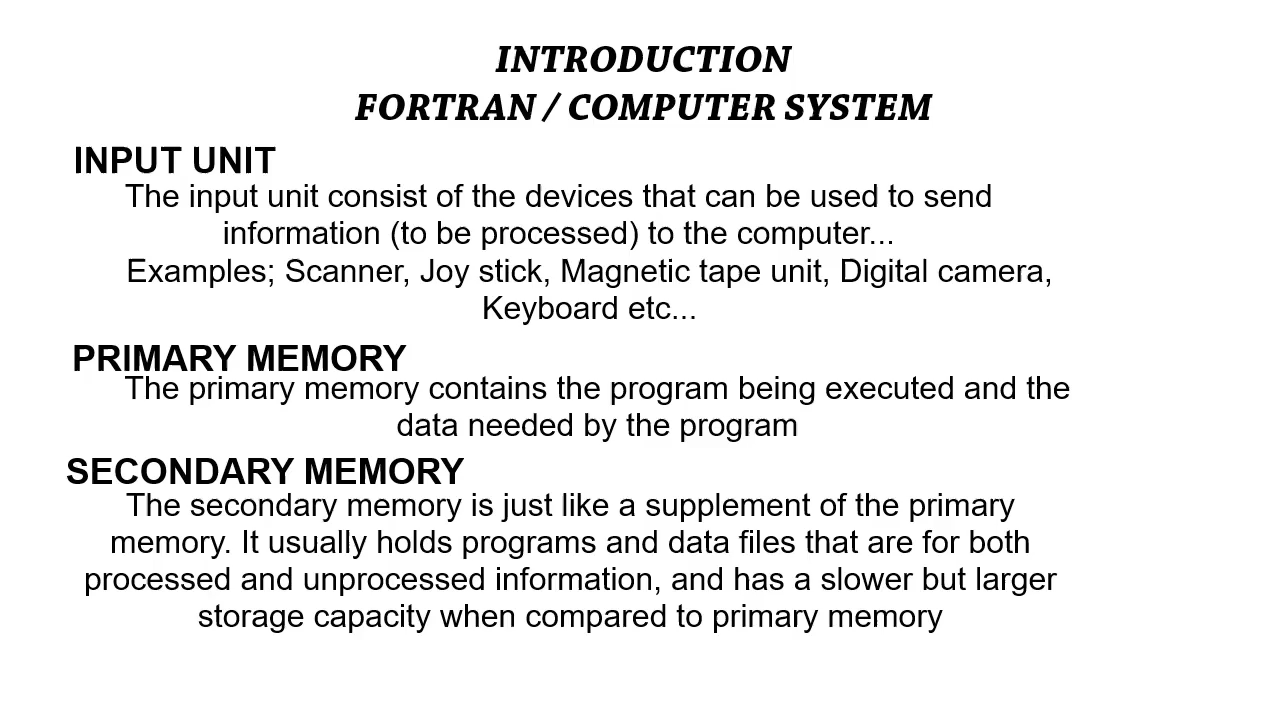 INTRODUCTION
FORTRAN / COMPUTER SYSTEM
INPUT UNIT
The input unit consist of the devices that can be used to send
information (to be processed) to the computer...
Examples; Scanner, Joy stick, Magnetic tape unit, Digital camera,
Keyboard etc...
PRIMARY MEMORY
The primary memory contains the program being executed and the
data needed by the program
SECONDARY MEMORY
The secondary memory is just like a supplement of the primary
memory. It usually holds programs and data files that are for both
processed and unprocessed information, and has a slower but larger
storage capacity when compared to primary memory